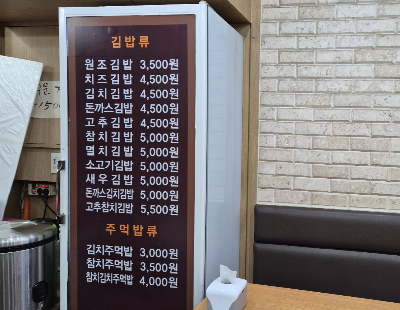 김밥류
원조김밥 3,500원
치즈김밥 4,500원
김치김밥 4,500원
돈까스김밥 4,500원
고추김밥 4,500원
참치김밥 5,000원
멸치김밥 5,000원
소고기김밥 5,000원
새우김밥 5,000원
돈까스김치김밥 5,000원
고추참치김밥 5,500원
주먹밥류
김치주먹밥 3,000원
참치주먹밥 3,500원
참치김치주먹밥 4,000원